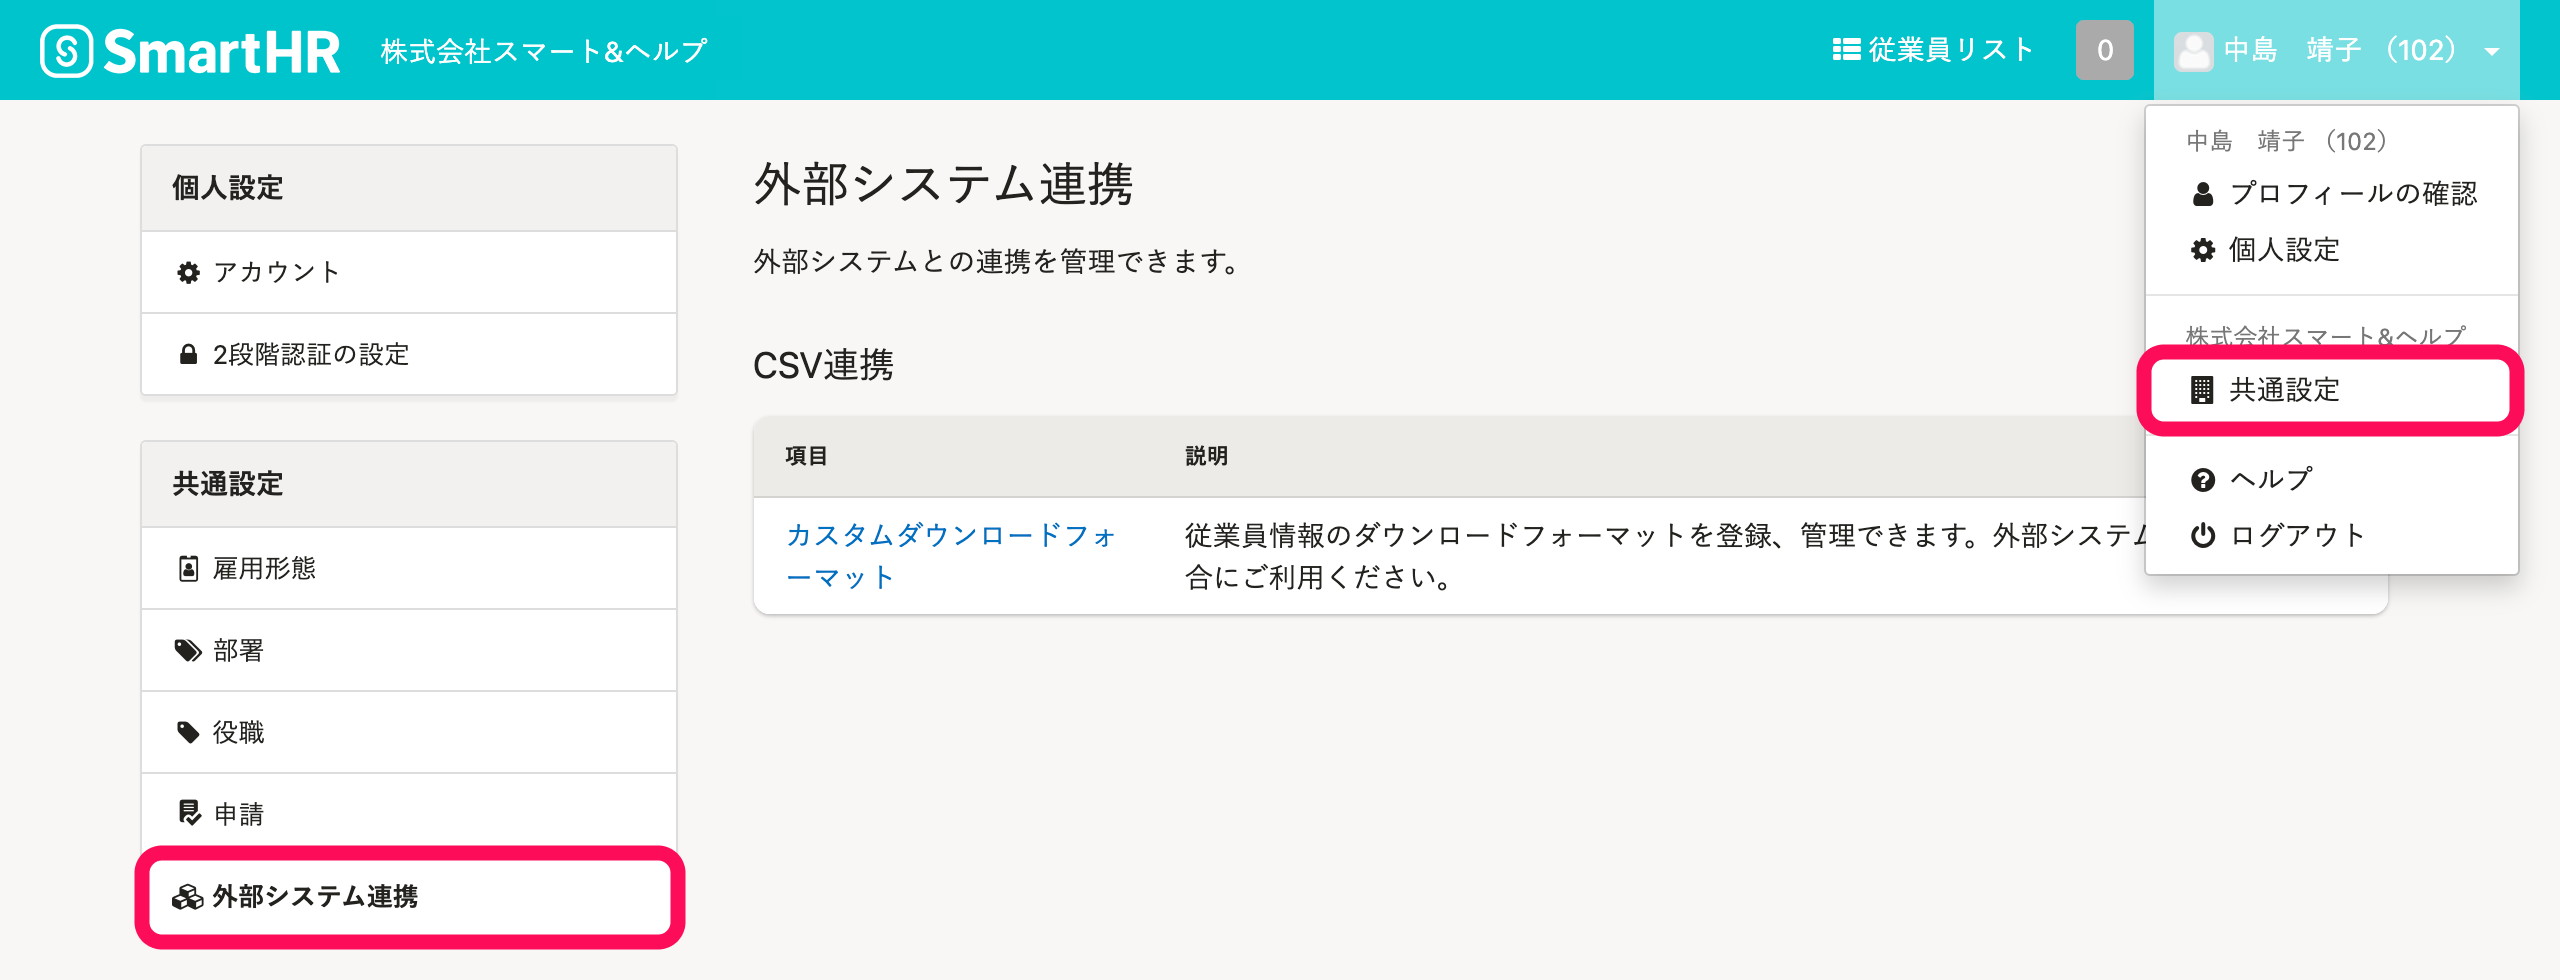 SmartHR 株式会社スマート&ヘルプ 従業員リスト 0 中島　靖子 （102）
個人設定
アカウント
2段階認証の設定
共通設定
雇用形態
部署
役職
申請
外部システム連携
外部システム連携
外部システムとの連携を管理できます。
CSV連携
項目 説明
カスタムダウンロードフォ
ーマット
従業員情報のダウンロードフォーマットを登録、管理できます。外部システム
合にご利用ください。
中島　靖子 （102）
プロフィールの確認
個人設定
株式会社スマート&ヘルプ
共通設定
ヘルプ
ログアウト